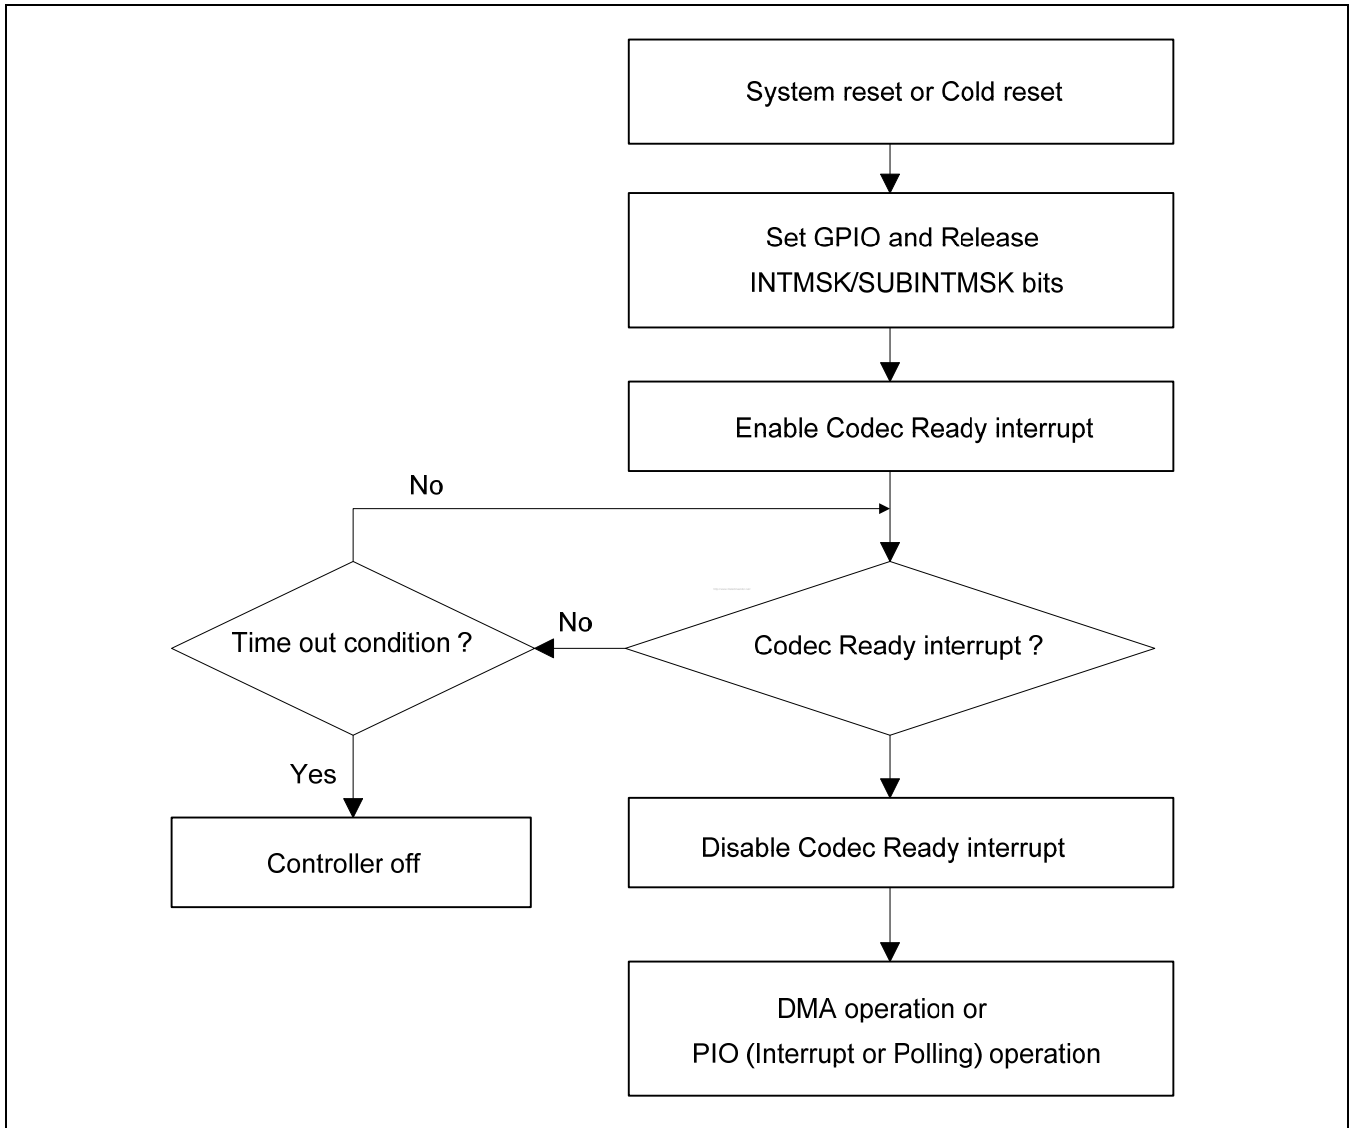 System reset or Cold reset
Set GPIO and Release
INTMSK/SUBINTMSK bits
Enable Codec Ready interrupt
No
No
Time out condition ?
Codec Ready interrupt ?
Yes
Controller off
Disable Codec Ready interrupt
DMA operation or
PIO (Interrupt or Polling) operation